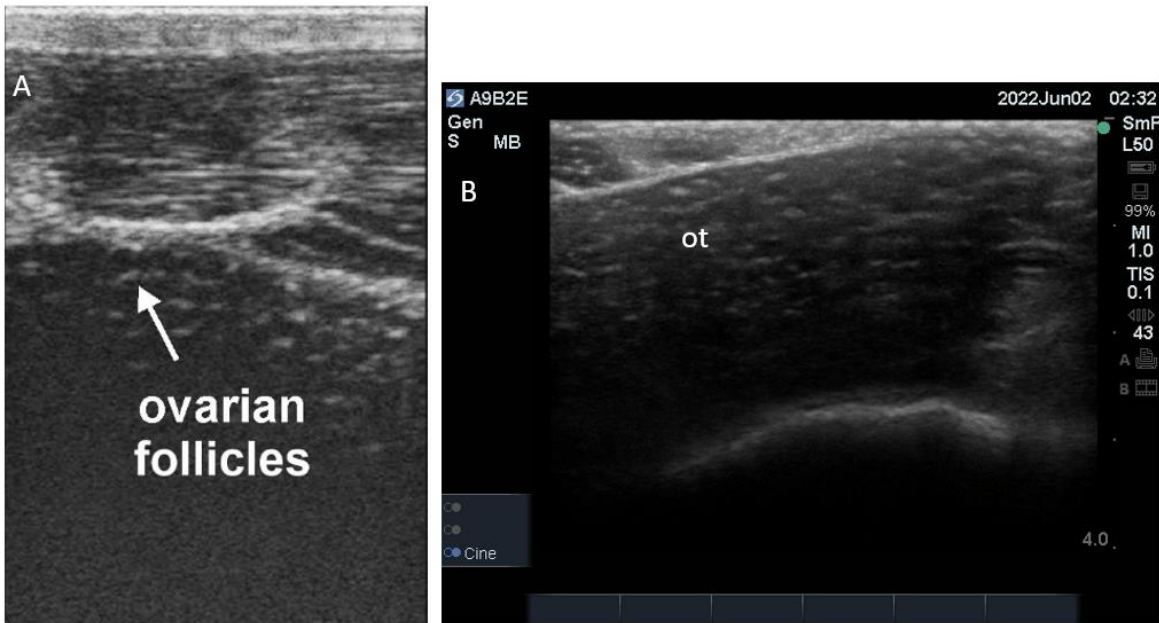 A
ovarian
follicles
A9B2E
2022Jun02 02:32
Gen
S MB
B
ot
SmP
L50
99%
MI
1.0
TIS
0.1
43
A
B
Cine
4.0